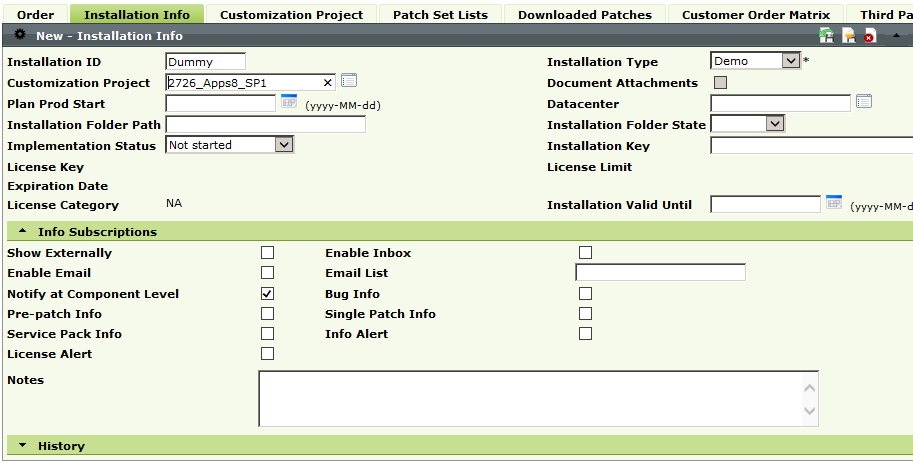 Order Installation Info Customization Project Patch Set Lists Downloaded Patches Customer Order Matrix Third Pa
New - Installation Info
Installation ID Dummy Installation Type Demo *
Customization Project 2726_Apps8_SP1 Document Attachments
Plan Prod Start (yyyy-MM-dd) Datacenter
Installation Folder Path Installation Folder State
Implementation Status Not started Installation Key
License Key License Limit
Expiration Date
License Category NA Installation Valid Until (yyyy-MM-d
Info Subscriptions
Show Externally Enable Inbox
Enable Email Email List
Notify at Component Level Bug Info
Pre-patch Info Single Patch Info
Service Pack Info Info Alert
License Alert
Notes
History